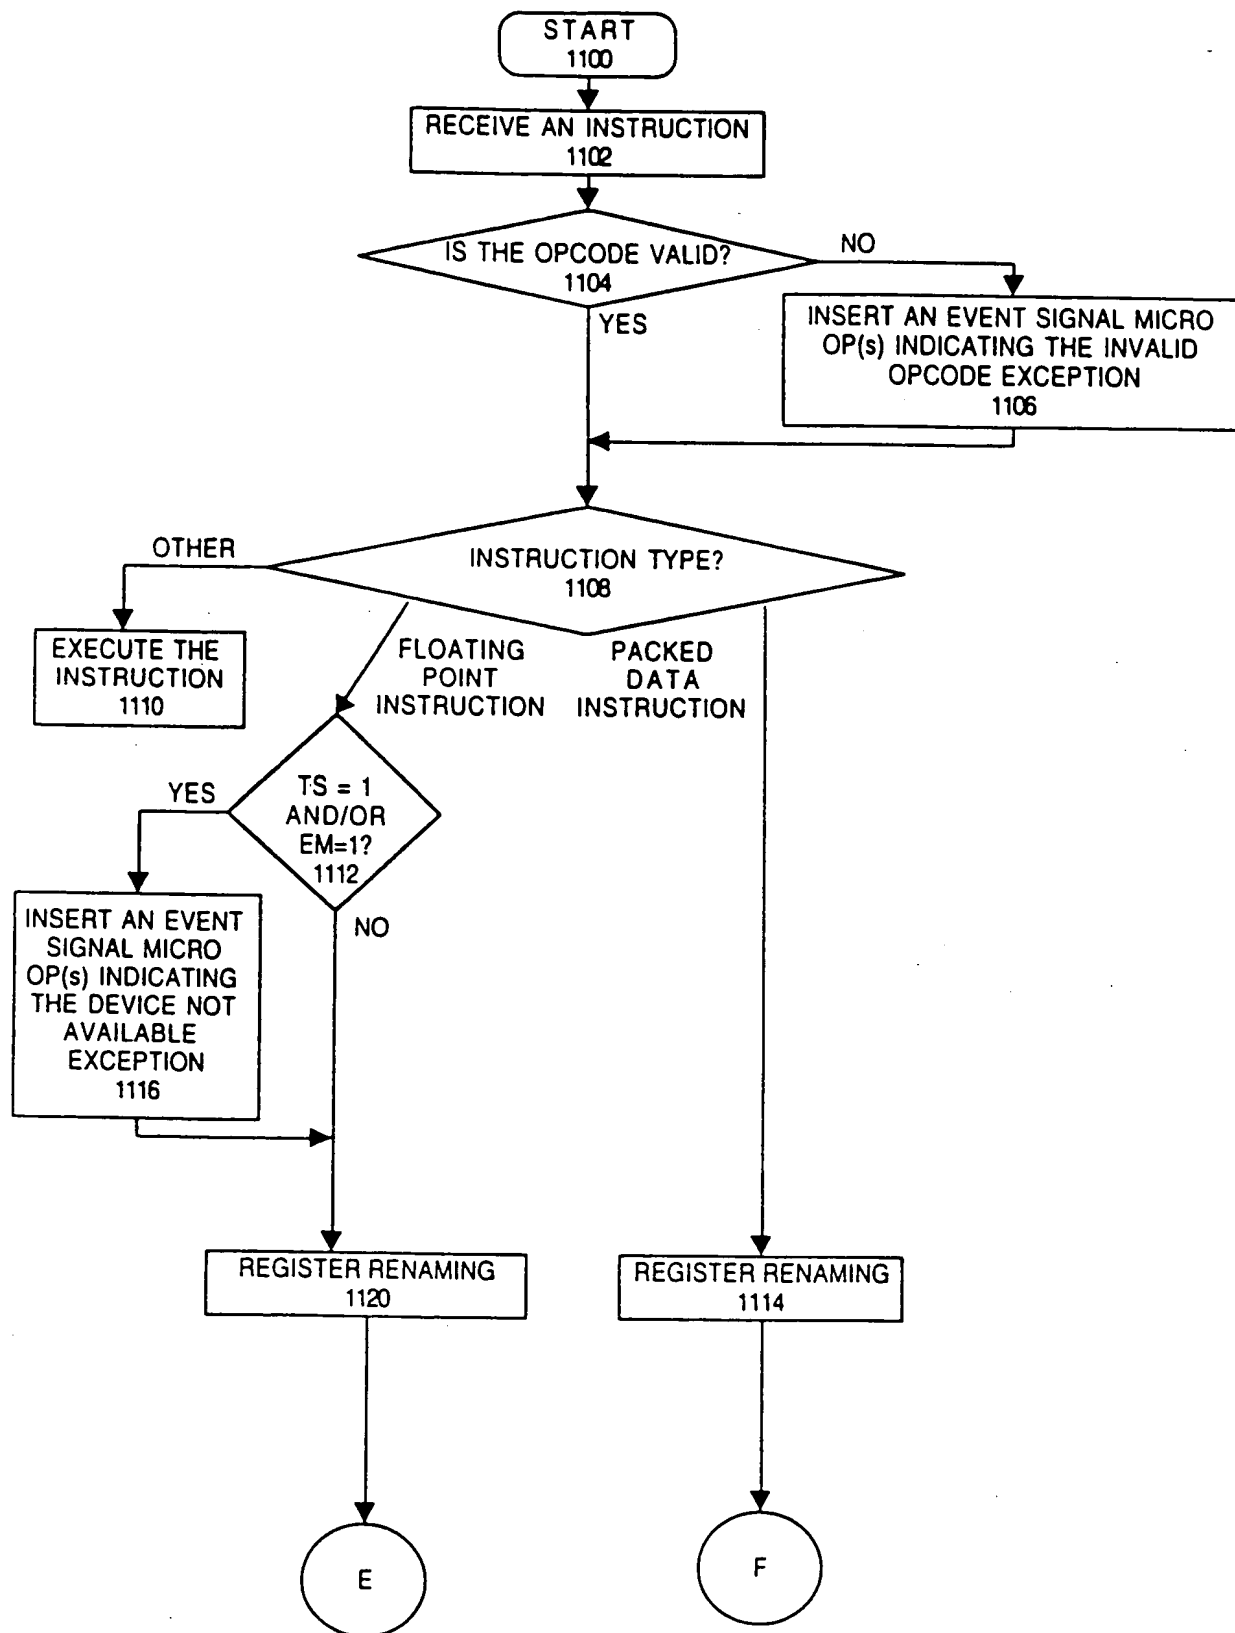 START
1100
RECEIVE AN INSTRUCTION
1102
IS THE OPCODE VALID?
1104
NO
YES
INSERT AN EVENT SIGNAL MICRO
OP(s) INDICATING THE INVALID
OPCODE EXCEPTION
1106
INSTRUCTION TYPE?
1108
OTHER
EXECUTE THE
INSTRUCTION
1110
FLOATING
POINT
INSTRUCTION
PACKED
DATA
INSTRUCTION
TS = 1
AND/OR
EM=1?
1112
YES
NO
INSERT AN EVENT
SIGNAL MICRO
OP(s) INDICATING
THE DEVICE NOT
AVAILABLE
EXCEPTION
1116
REGISTER RENAMING
1120
REGISTER RENAMING
1114
E
F